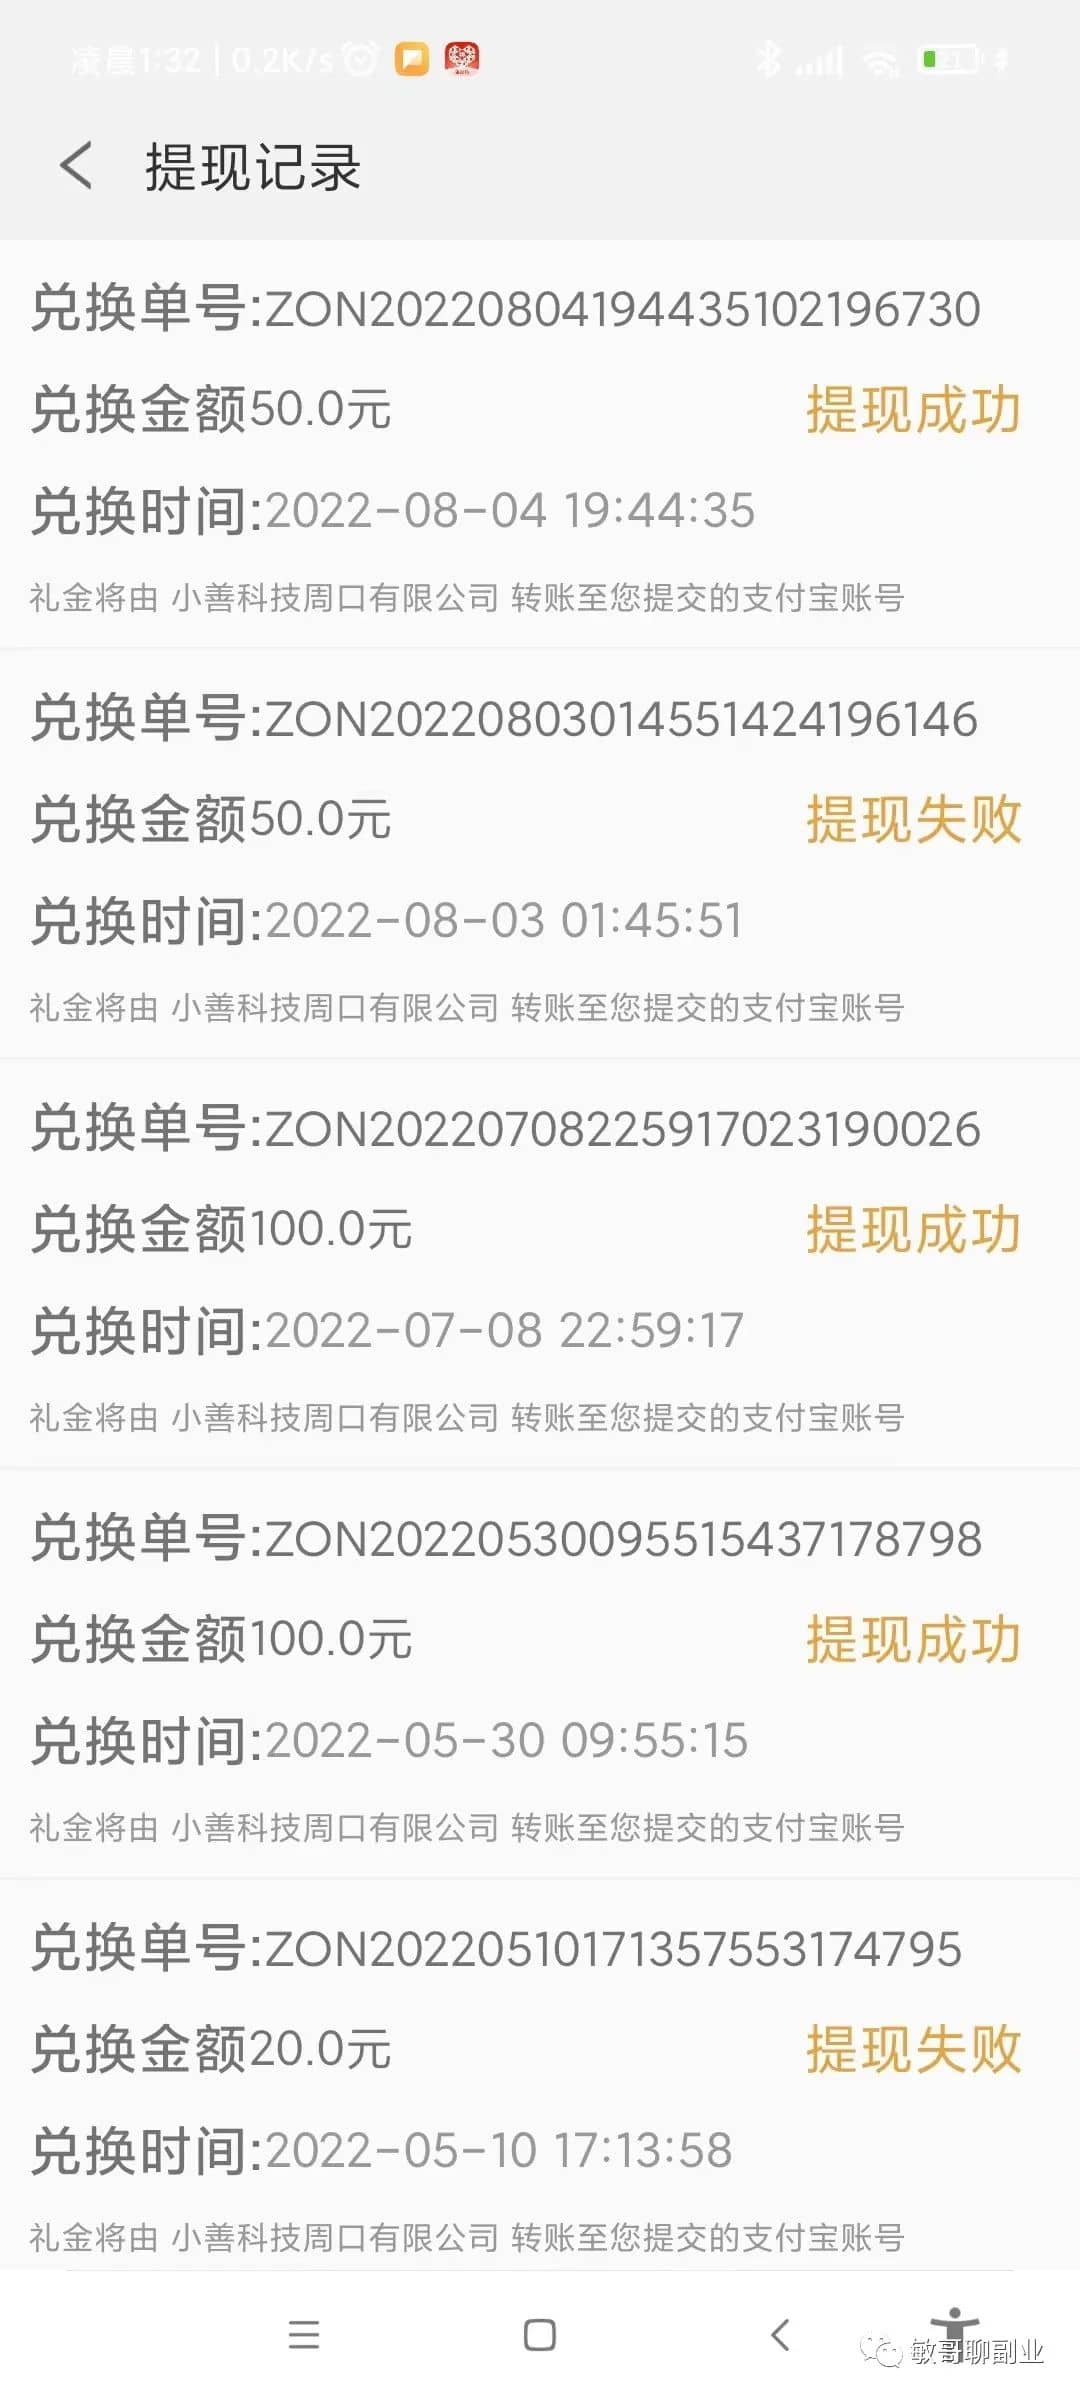 凌晨1:32 | 0.2K/s
21
提现记录
兑换单号:ZON20220804194435102196730
兑换金额50.0元
提现成功
兑换时间:2022-08-04 19:44:35
礼金将由 小善科技周口有限公司 转账至您提交的支付宝账号
兑换单号:ZON20220803014551424196146
兑换金额50.0元
提现失败
兑换时间:2022-08-03 01:45:51
礼金将由 小善科技周口有限公司 转账至您提交的支付宝账号
兑换单号:ZON20220708225917023190026
兑换金额100.0元
提现成功
兑换时间:2022-07-08 22:59:17
礼金将由 小善科技周口有限公司 转账至您提交的支付宝账号
兑换单号:ZON20220530095515437178798
兑换金额100.0元
提现成功
兑换时间:2022-05-30 09:55:15
礼金将由 小善科技周口有限公司 转账至您提交的支付宝账号
兑换单号:ZON20220510171357553174795
兑换金额20.0元
提现失败
兑换时间:2022-05-10 17:13:58
礼金将由 小善科技周口有限公司 转账至您提交的支付宝账号
敏哥聊副业